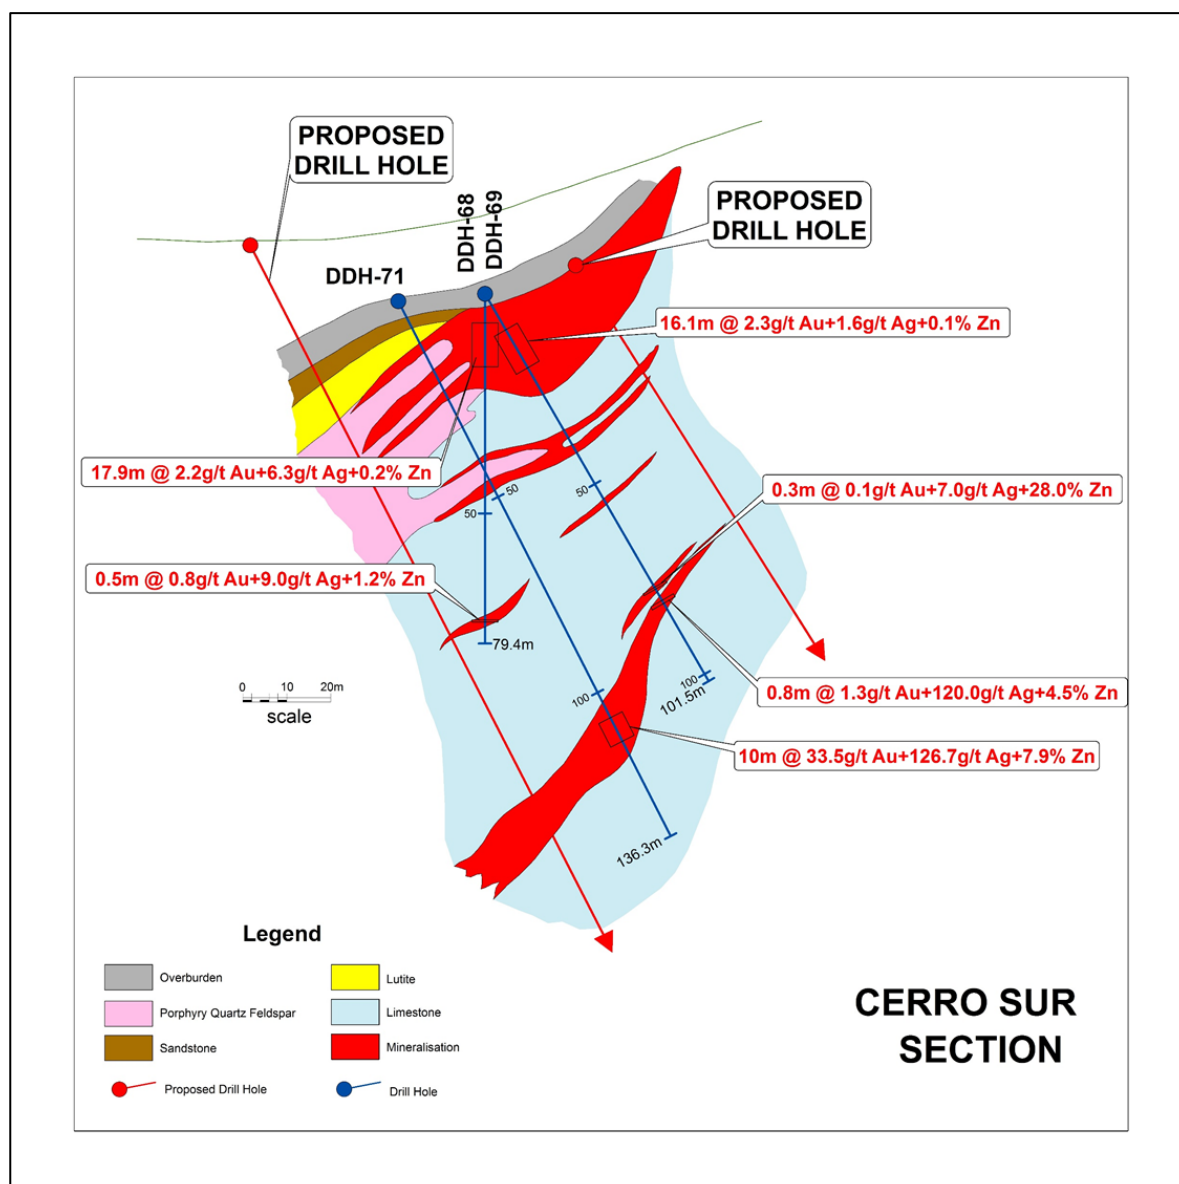 PROPOSED
DRILL HOLE
DDH-68
DDH-69
PROPOSED
DRILL HOLE
DDH-71
16.1m @ 2.3g/t Au+1.6g/t Ag+0.1% Zn
17.9m @ 2.2g/t Au+6.3g/t Ag+0.2% Zn
50
50
50
0.3m @ 0.1g/t Au+7.0g/t Ag+28.0% Zn
0.5m @ 0.8g/t Au+9.0g/t Ag+1.2% Zn
79.4m
100
101.5m
100
0.8m @ 1.3g/t Au+120.0g/t Ag+4.5% Zn
0 10 20m
scale
10m @ 33.5g/t Au+126.7g/t Ag+7.9% Zn
136.3m
Legend
Overburden
Lutite
Porphyry Quartz Feldspar
Limestone
Sandstone
Mineralisation
Proposed Drill Hole
Drill Hole
CERRO SUR
SECTION